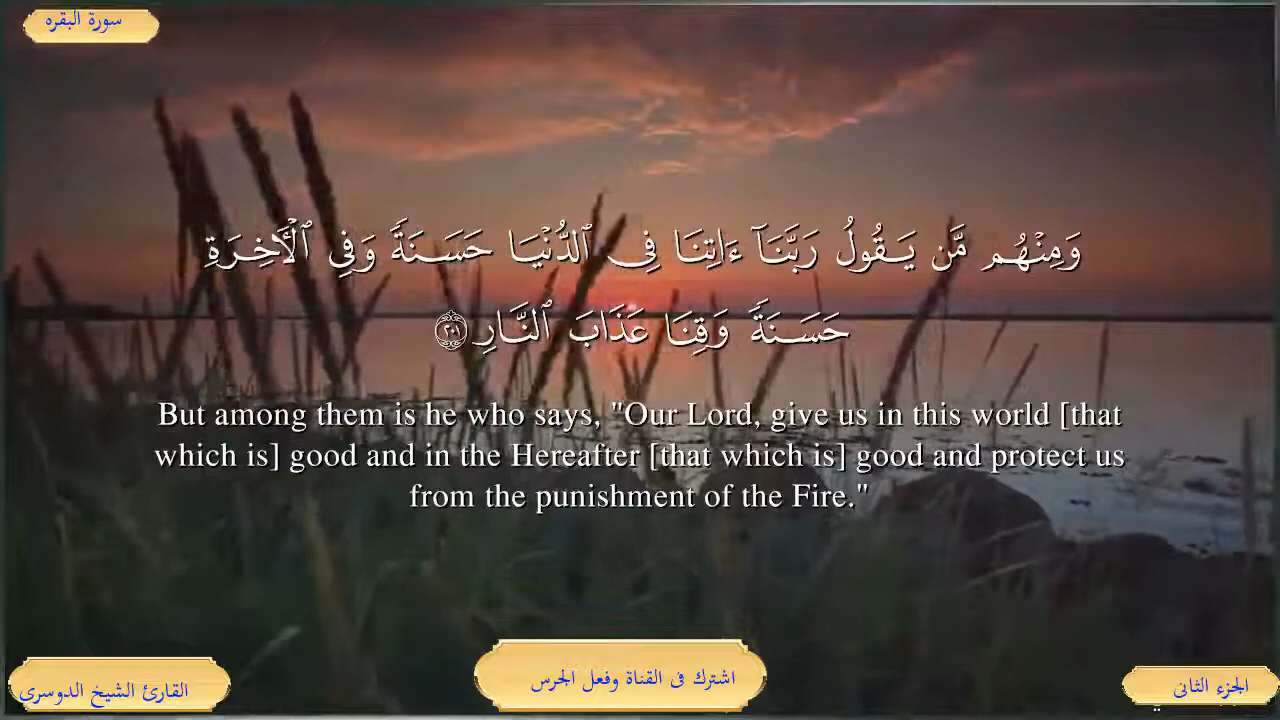 سورة البقره
وَمِنْهُم مَّن يَقُولُ رَبَّنَآ ءَاتِنَا فِى ٱلدُّنْيَا حَسَنَةً وَفِى ٱلْأَخِرَةِ
حَسَنَةً وَقِنَا عَذَابَ ٱلنَّارِ ٢٠١
But among them is he who says, "Our Lord, give us in this world [that
which is] good and in the Hereafter [that which is] good and protect us
from the punishment of the Fire."
الجزء الثانى
اشترك فى القناة وفعل الجرس
القارئ الشيخ الدوسرى